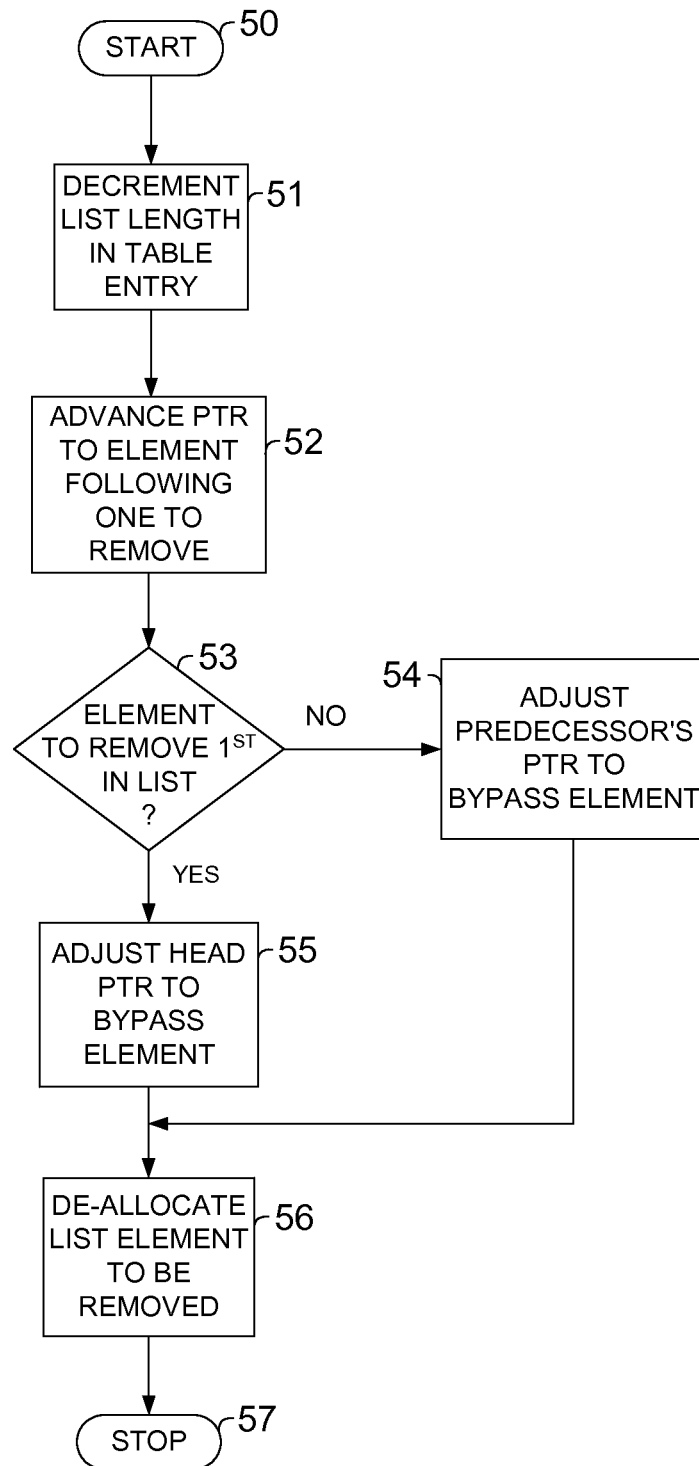 START
50
DECREMENT
LIST LENGTH
IN TABLE
ENTRY
51
ADVANCE PTR
TO ELEMENT
FOLLOWING
ONE TO
REMOVE
52
53
ELEMENT
TO REMOVE 1ST
IN LIST
?
NO
YES
54
ADJUST
PREDECESSOR'S
PTR TO
BYPASS ELEMENT
ADJUST HEAD
PTR TO
BYPASS
ELEMENT
55
DE-ALLOCATE
LIST ELEMENT
TO BE
REMOVED
56
STOP
57